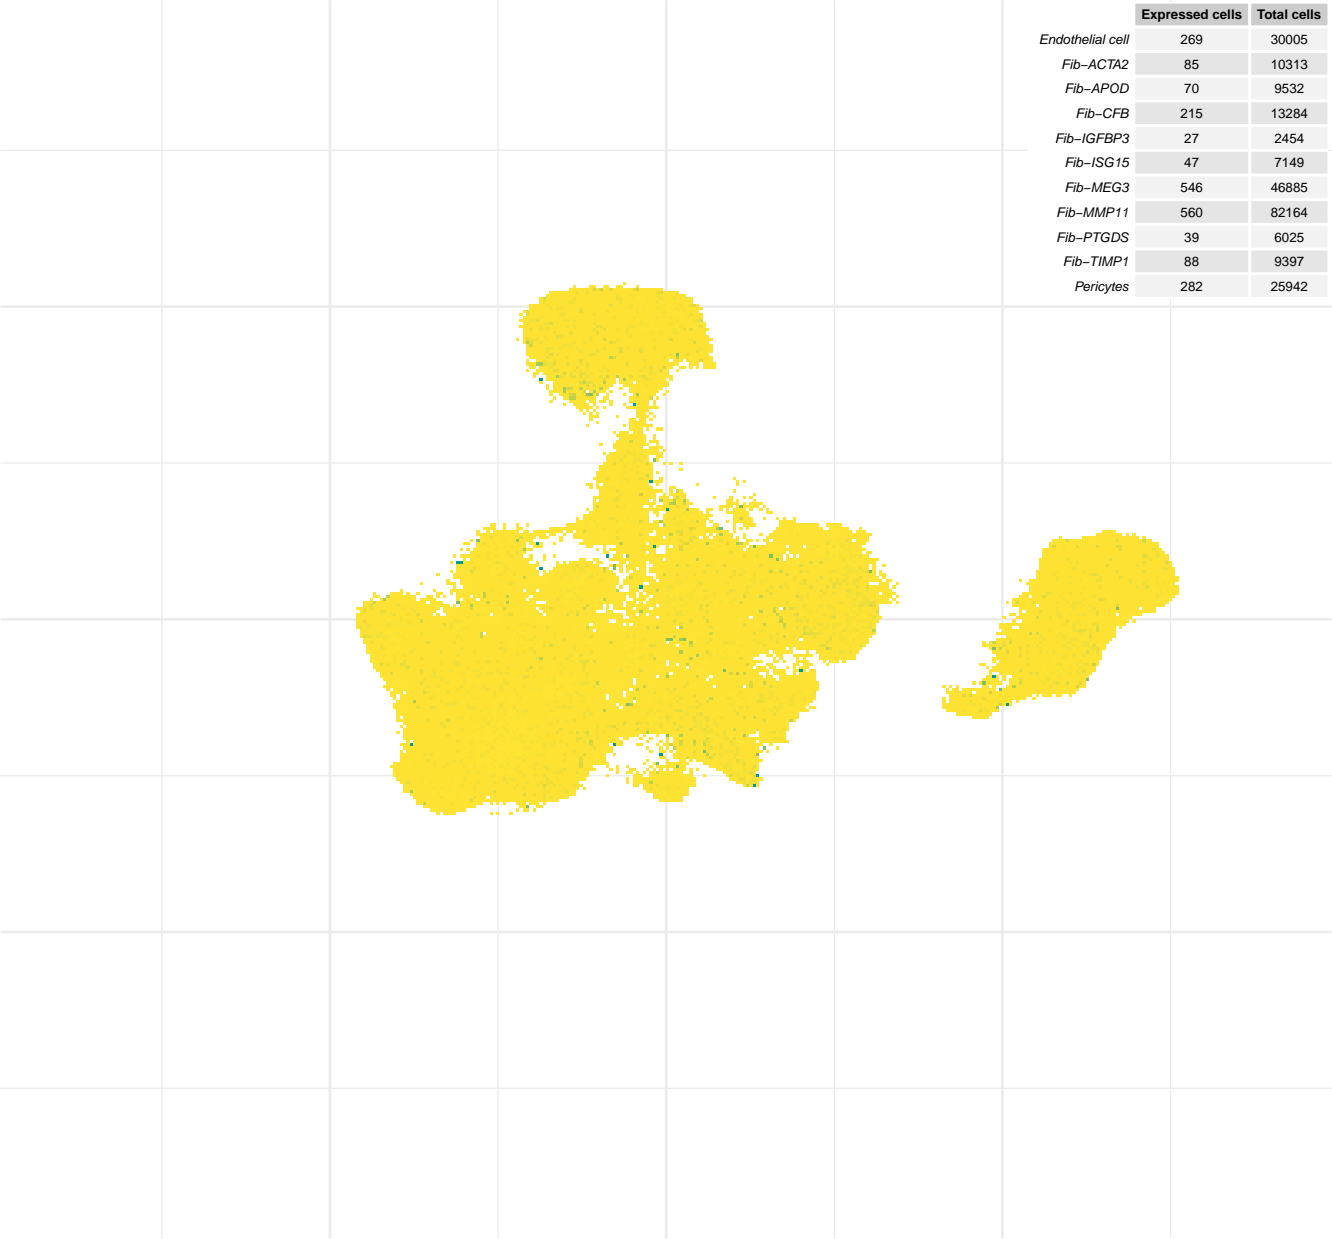 Expressed cells Total cells
Endothelial cell 269 30005
Fib−ACTA2 85 10313
Fib−APOD 70 9532
Fib−CFB 215 13284
Fib−IGFBP3 27 2454
Fib−ISG15 47 7149
Fib−MEG3 546 46885
Fib−MMP11 560 82164
Fib−PTGDS 39 6025
Fib−TIMP1 88 9397
Pericytes 282 25942